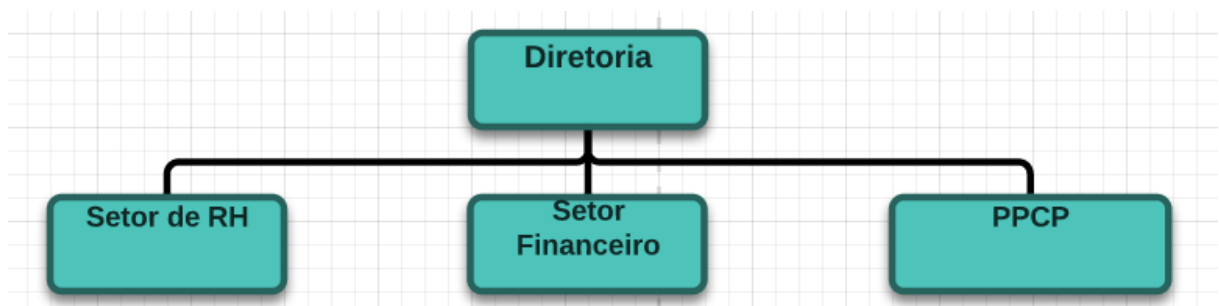 Diretoria
Setor de RH
Setor
Financeiro
PPCP